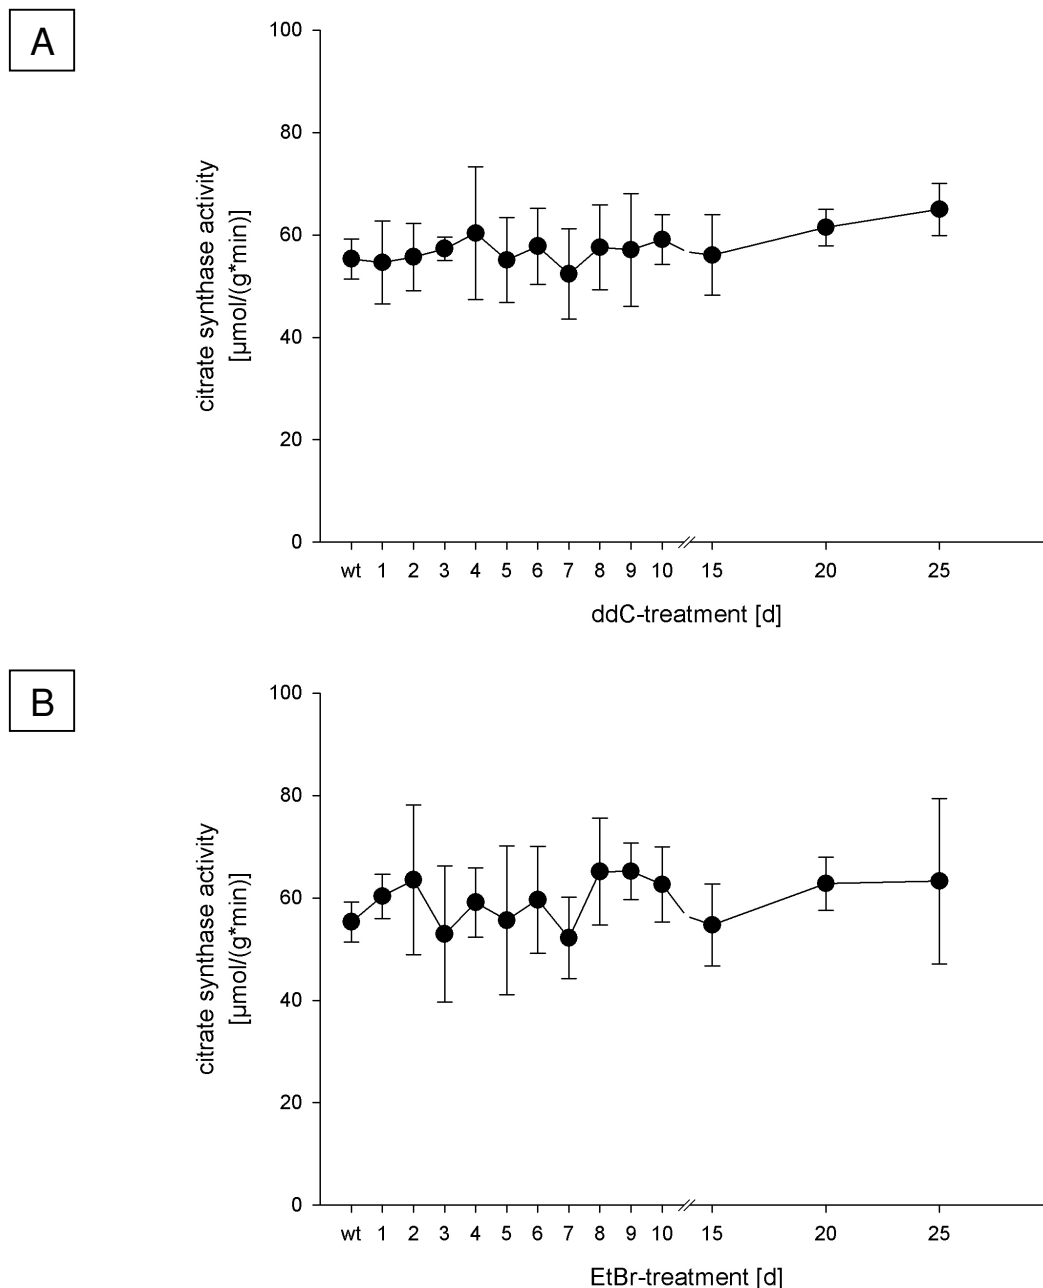 A
100
80
60
40
20
0
citrate synthase activity
[µmol/(g*min)]
wt 1 2 3 4 5 6 7 8 9 10 15 20 25
ddC-treatment [d]
B
100
80
60
40
20
0
citrate synthase activity
[µmol/(g*min)]
wt 1 2 3 4 5 6 7 8 9 10 15 20 25
EtBr-treatment [d]